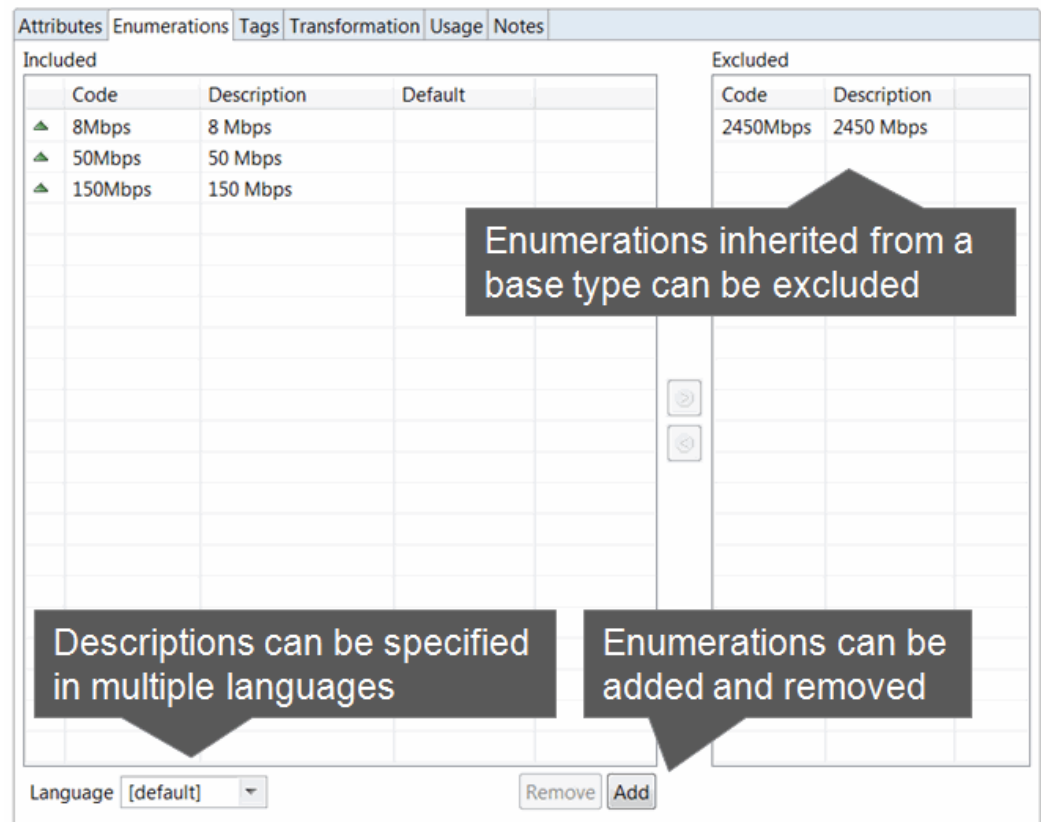 Attributes Enumerations Tags Transformation Usage Notes
Included
Excluded
Code Description Default
Code Description
8Mbps 8 Mbps
2450Mbps 2450 Mbps
50Mbps 50 Mbps
150Mbps 150 Mbps
Enumerations inherited from a
base type can be excluded
Descriptions can be specified
in multiple languages
Enumerations can be
added and removed
Language [default]
Remove Add